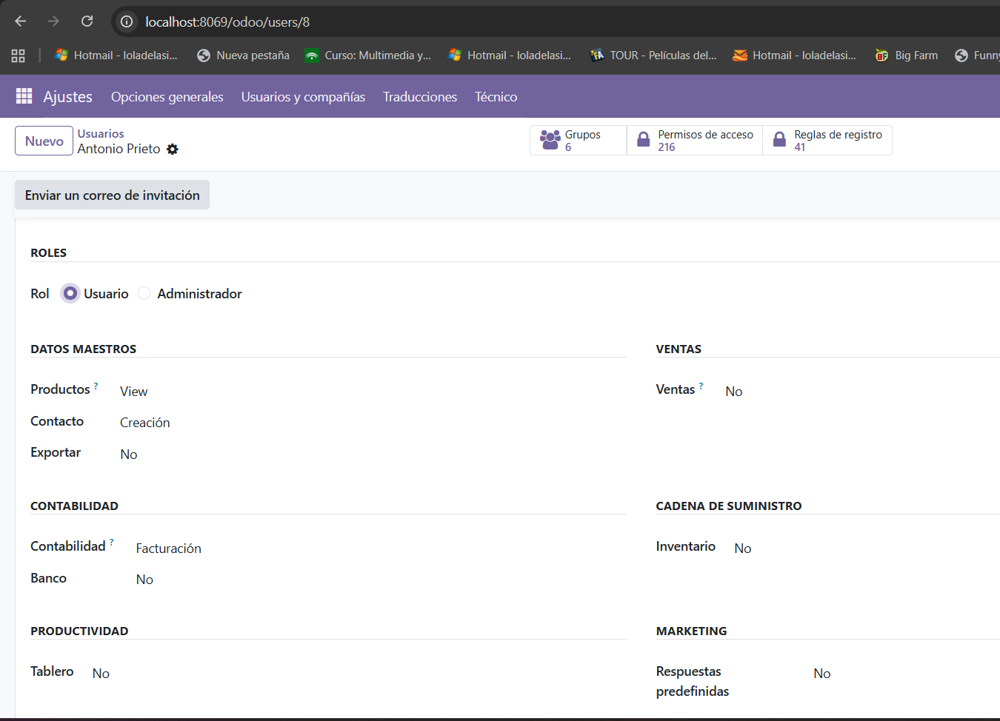 localhost:8069/odoo/users/8
Hotmail - loladelasi... Nueva pestaña Curso: Multimedia y... Hotmail - loladelasi... TOUR - Películas del... Hotmail - loladelasi... Big Farm Funny
Ajustes Opciones generales Usuarios y compañías Traducciones Técnico
Nuevo
Usuarios
Antonio Prieto
Grupos
6
Permisos de acceso
216
Reglas de registro
41
Enviar un correo de invitación
ROLES
Rol Usuario Administrador
DATOS MAESTROS
Productos ? View
Contacto Creación
Exportar No
VENTAS
Ventas ? No
CONTABILIDAD
Contabilidad ? Facturación
Banco No
CADENA DE SUMINISTRO
Inventario No
PRODUCTIVIDAD
Tablero No
MARKETING
Respuestas predefinidas No